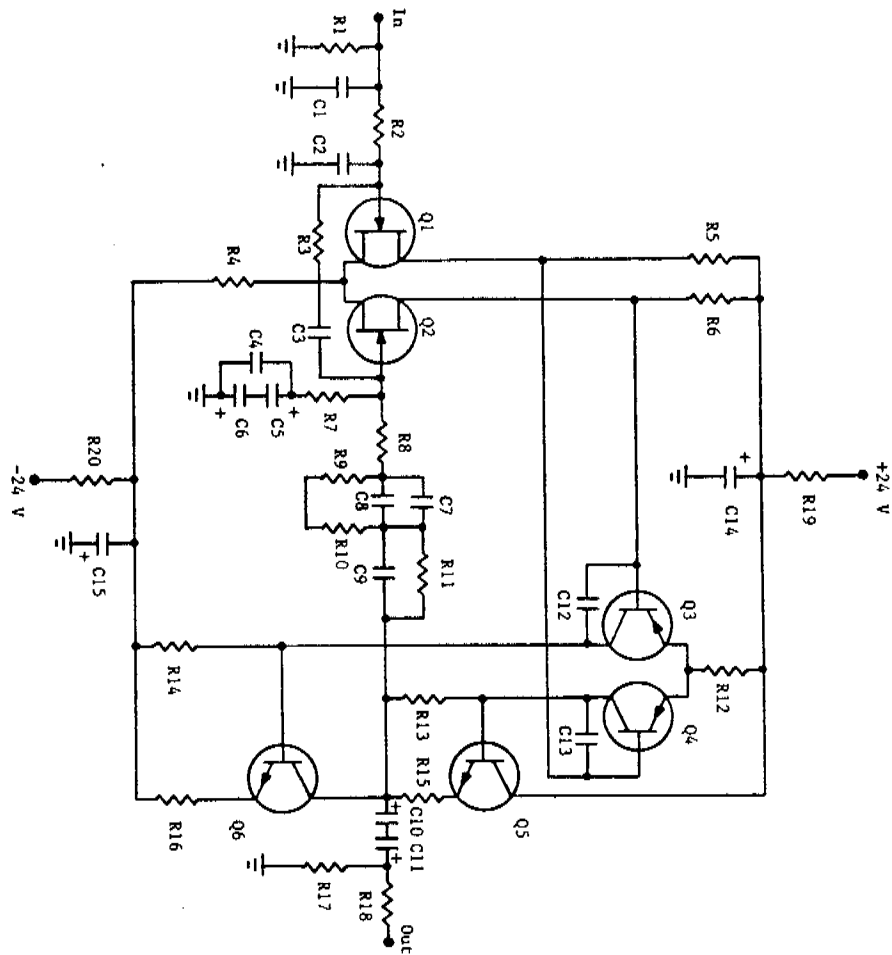 In
R1
C1
R2
C2
Q1
R3
R4
R5
R6
Q2
C3
C4
C6
C5
R7
R8
+24 V
R19
C14
+
R9
C8
C7
R10
C9
R11
-24 V
R20
C15
+
+
+
C12
Q3
R12
R14
R13
C13
Q4
R15
Q5
Q6
R16
+
C10
C11
+
R17
R18
Out